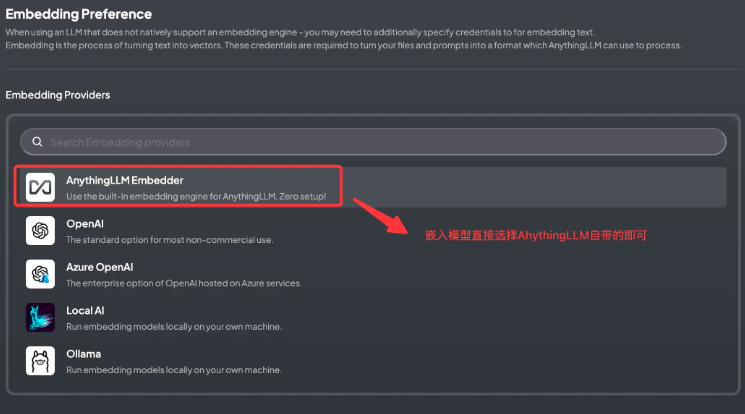 Embedding Preference
When using an LLM that does not natively support an embedding engine - you may need to additionally specify credentials to for embedding text.
Embedding is the process of turning text into vectors. These credentials are required to turn your files and prompts into a format which AnythingLLM can use to process.
Embedding Providers
Search Embedding providers
AnythingLLM Embedder
Use the built-in embedding engine for AnythingLLM. Zero setup!
OpenAI
The standard option for most non-commercial use.
嵌入模型直接选择AhythingLLM自带的即可
Azure OpenAI
The enterprise option of OpenAI hosted on Azure services.
Local AI
Run embedding models locally on your own machine.
Ollama
Run embedding models locally on your own machine.